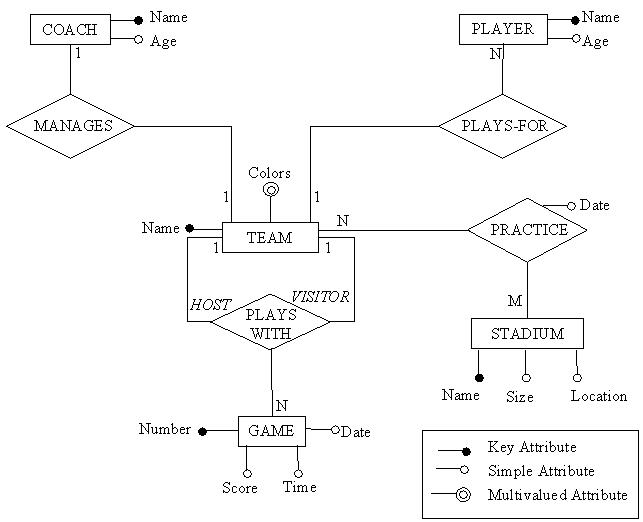 COACH
Name
Age
1
MANAGES
1
PLAYER
Name
Age
N
PLAYS-FOR
1
Colors
Name
TEAM
N
1
1
PRACTICE
Date
M
HOST
VISITOR
PLAYS
WITH
STADIUM
Name
Size
Location
N
Number
GAME
Date
Score
Time
Key Attribute
Simple Attribute
Multivalued Attribute